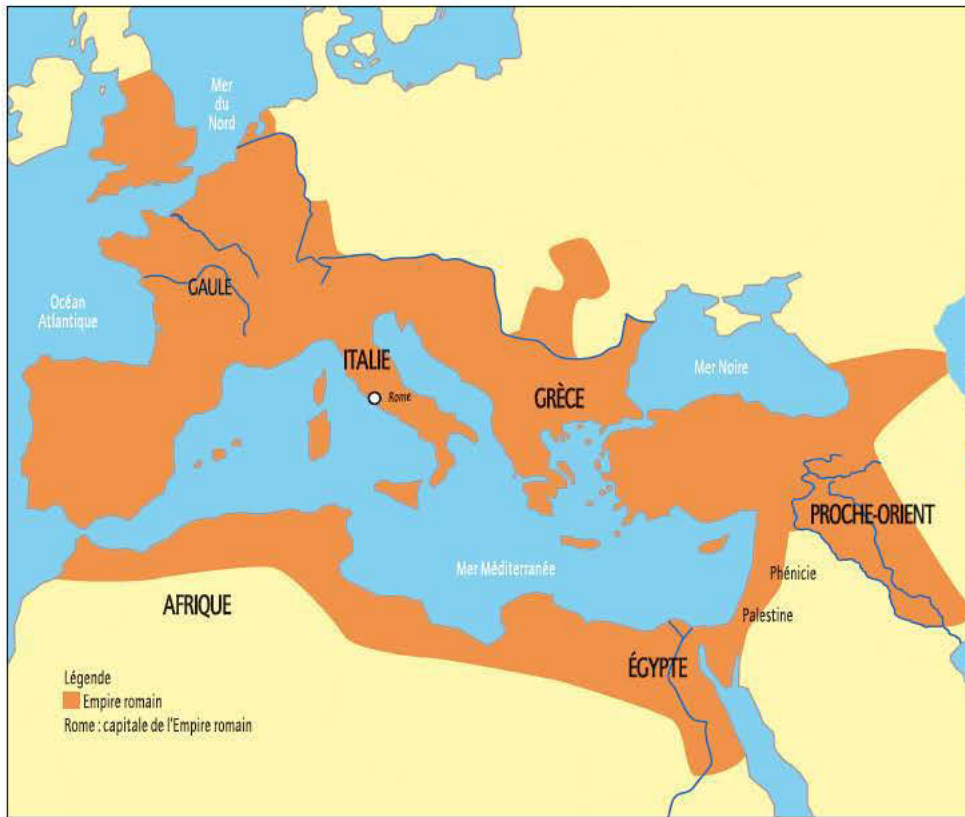 Mer
du
Nord
GAULE
Océan
Atlantique
ITALIE
Rome
GRÈCE
Mer Noire
PROCHE-ORIENT
Mer Méditerranée
Phénicie
AFRIQUE
Palestine
ÉGYPTE
Légende
Empire romain
Rome : capitale de l'Empire romain